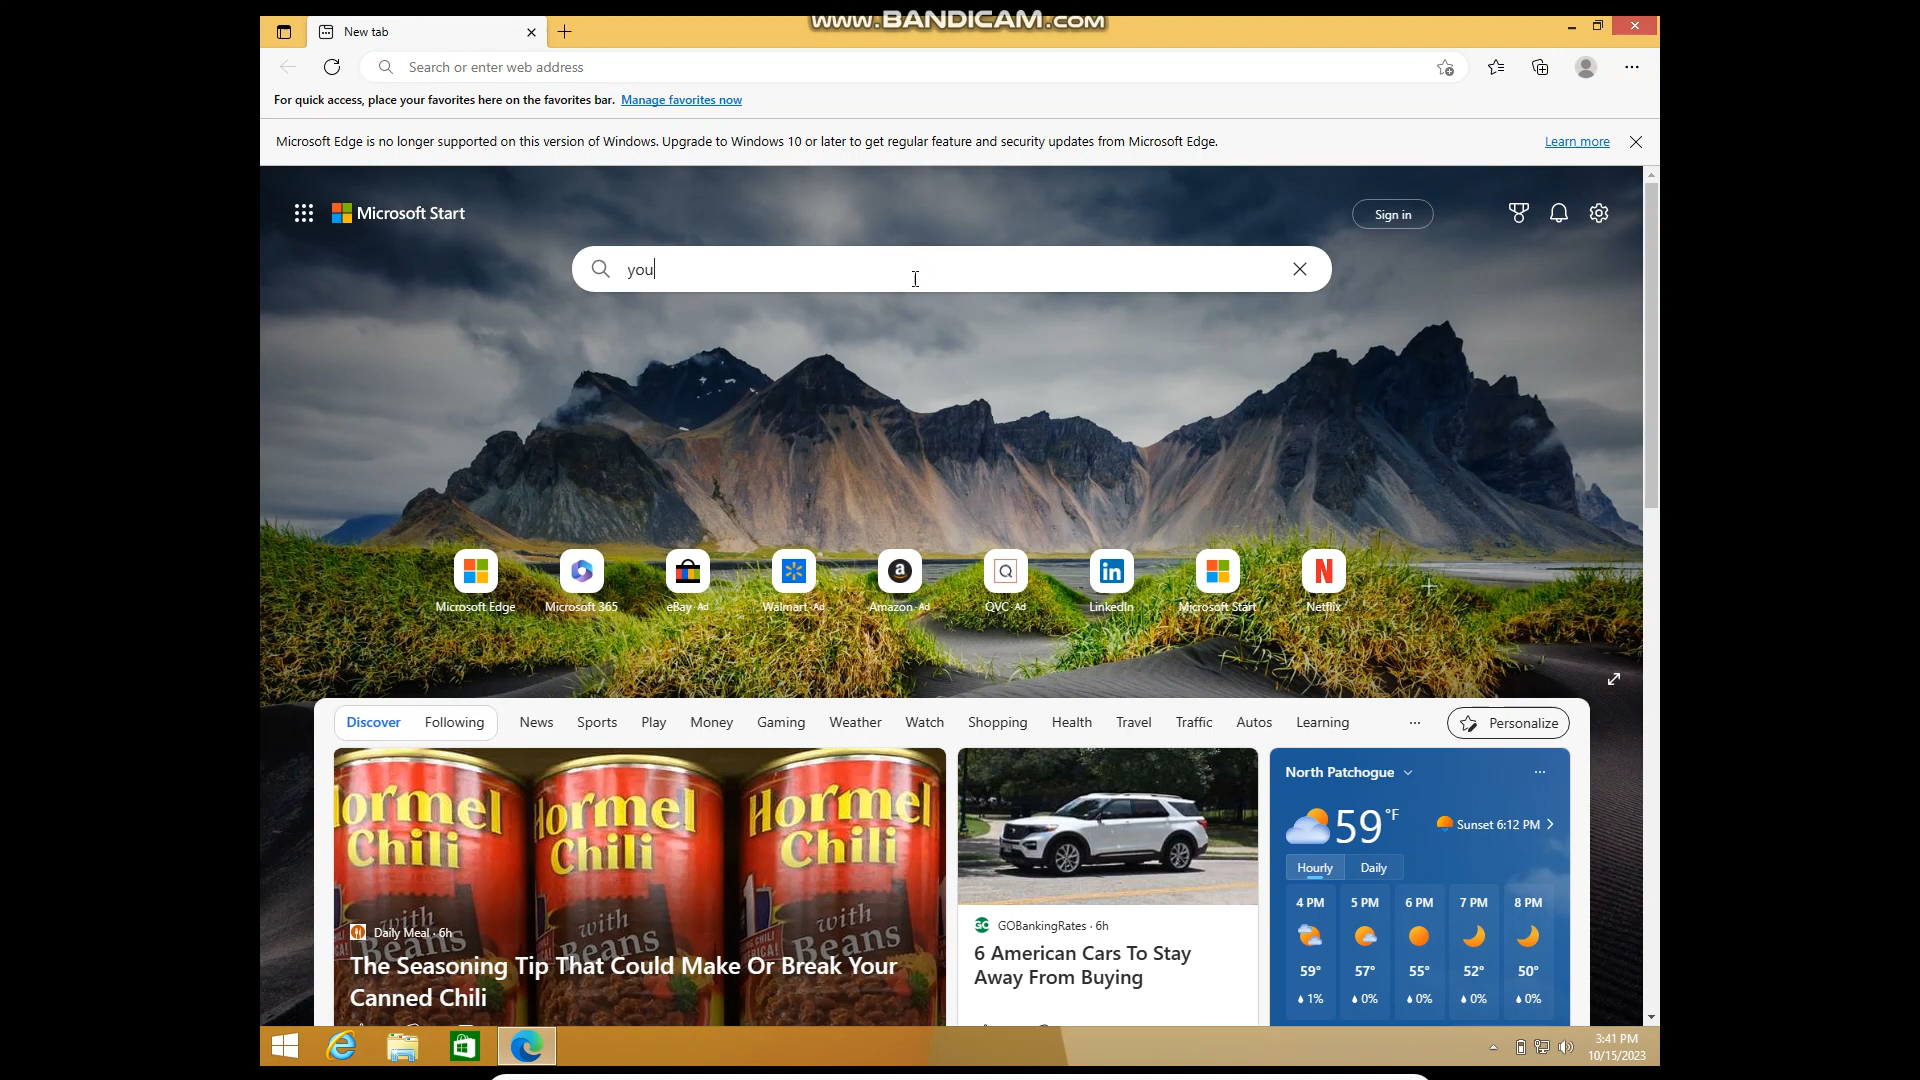 www.BANDICAM.com
New tab
Search or enter web address
For quick access, place your favorites here on the favorites bar. Manage favorites now
Microsoft Edge is no longer supported on this version of Windows. Upgrade to Windows 10 or later to get regular feature and security updates from Microsoft Edge. Learn more
Microsoft Start
Sign in
you
Microsoft Edge Microsoft 365 eBay · Ad Walmart · Ad Amazon · Ad QVC · Ad LinkedIn Microsoft Start Netflix
Discover Following News Sports Play Money Gaming Weather Watch Shopping Health Travel Traffic Autos Learning ··· Personalize
Hormel Chili with Beans
Hormel Chili with Beans
Hormel Chili with Beans
Daily Meal · 6h
The Seasoning Tip That Could Make Or Break Your
Canned Chili
GO GOBankingRates · 6h
6 American Cars To Stay
Away From Buying
North Patchogue
59 °F
Sunset 6:12 PM
Hourly Daily
4 PM 5 PM 6 PM 7 PM 8 PM
59° 57° 55° 52° 50°
1% 0% 0% 0% 0%
3:41 PM
10/15/2023